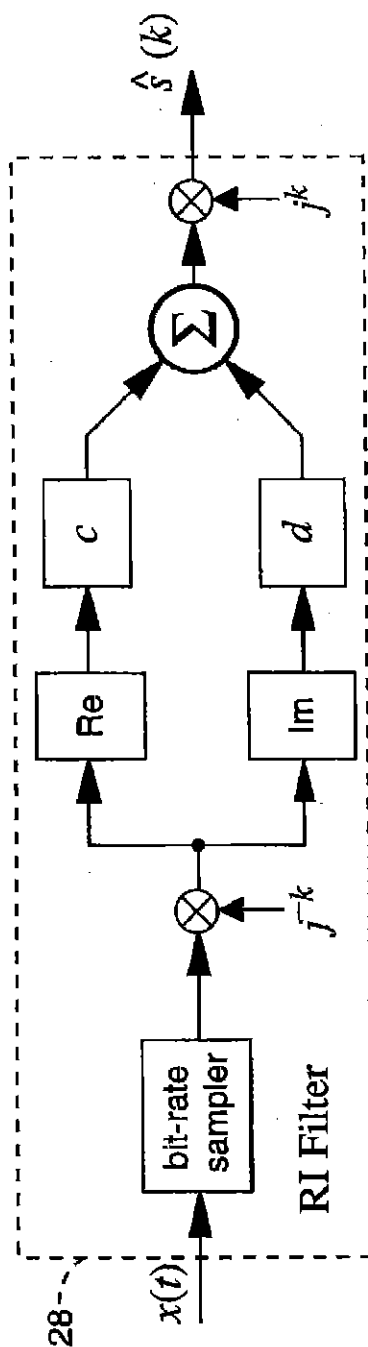 28
x(t)
bit-rate
sampler
RI Filter
j^{-k}
Re
Im
c
d
Σ
j^k
ŝ(k)